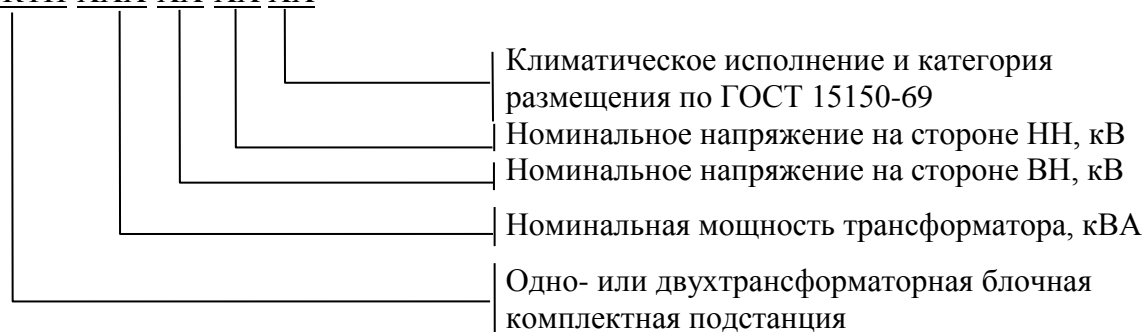 Климатическое исполнение и категория
размещения по ГОСТ 15150-69
Номинальное напряжение на стороне НН, кВ
Номинальное напряжение на стороне ВН, кВ
Номинальная мощность трансформатора, кВА
Одно- или двухтрансформаторная блочная
комплектная подстанция